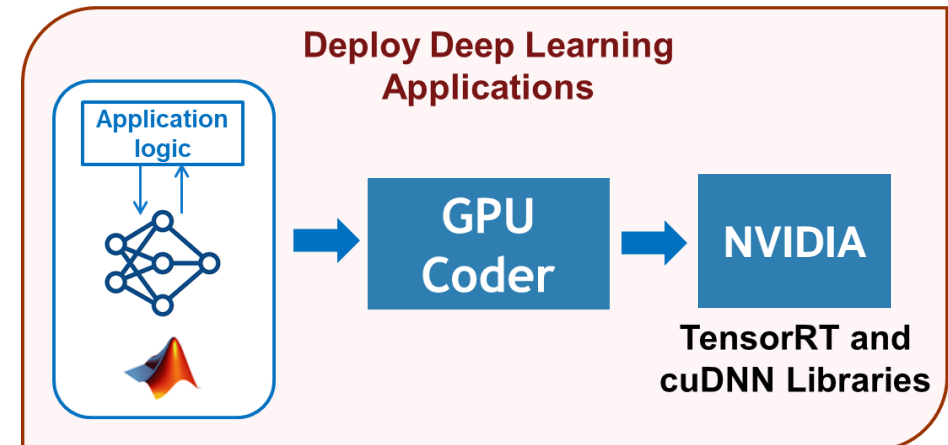 Deploy Deep Learning
Applications
Application
logic
GPU
Coder
NVIDIA
TensorRT and
cuDNN Libraries